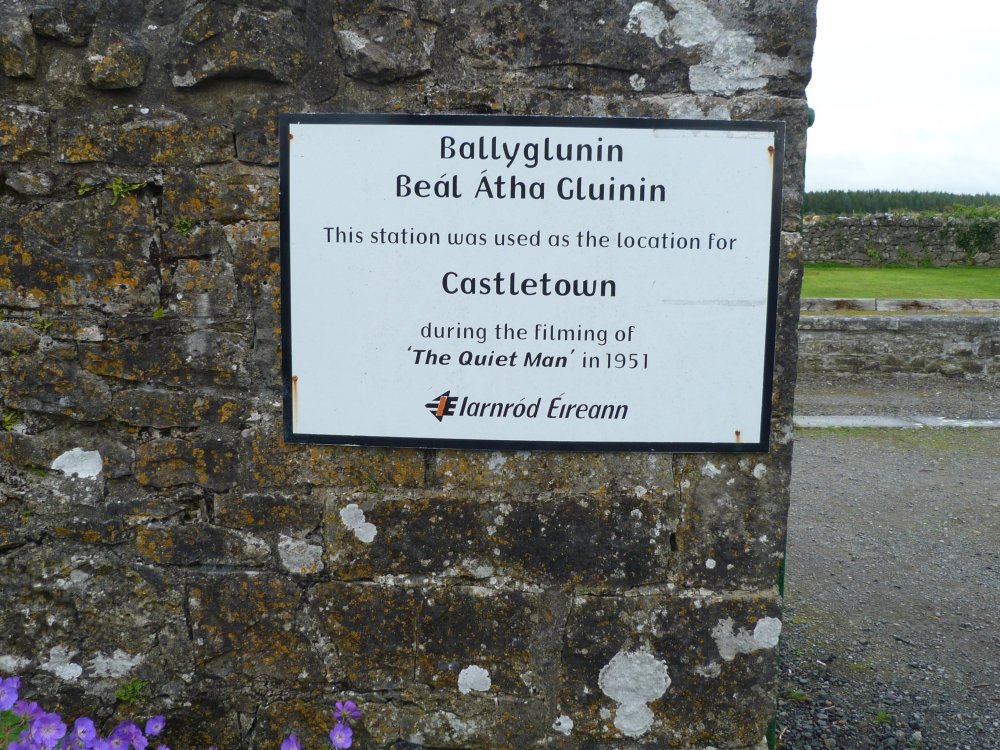 Ballyglunin
Beál Átha Gluinin
This station was used as the location for
Castletown
during the filming of
'The Quiet Man' in 1951
IE Iarnród Éireann